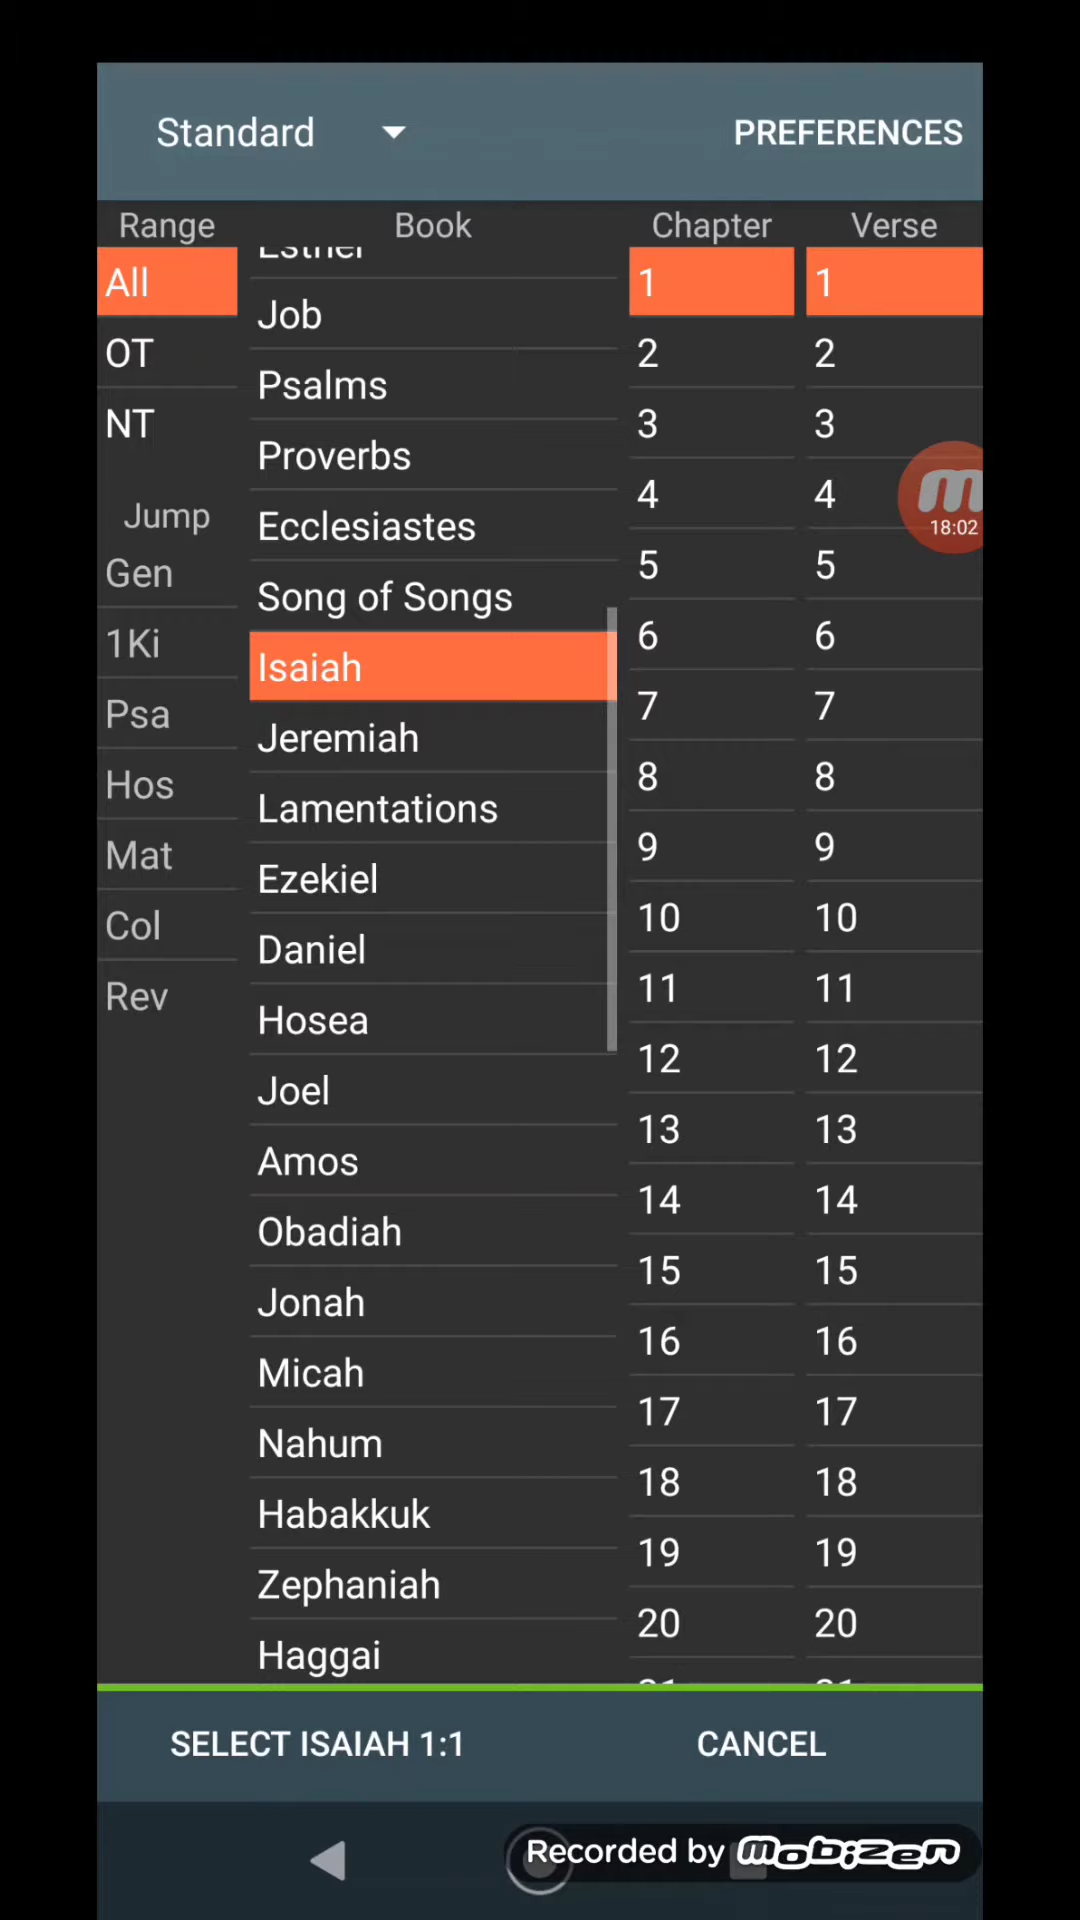 Standard
PREFERENCES
Range Book Chapter Verse
All Esther 1 1
OT Job 2 2
NT Psalms 3 3
Proverbs 4 4
Jump Ecclesiastes 5 5
Gen Song of Songs 6 6
1Ki Isaiah 7 7
Psa Jeremiah 8 8
Hos Lamentations 9 9
Mat Ezekiel 10 10
Col Daniel 11 11
Rev Hosea 12 12
Joel 13 13
Amos 14 14
Obadiah 15 15
Jonah 16 16
Micah 17 17
Nahum 18 18
Habakkuk 19 19
Zephaniah 20 20
Haggai 21 21
m
18:02
SELECT ISAIAH 1:1
CANCEL
Recorded by mobizen